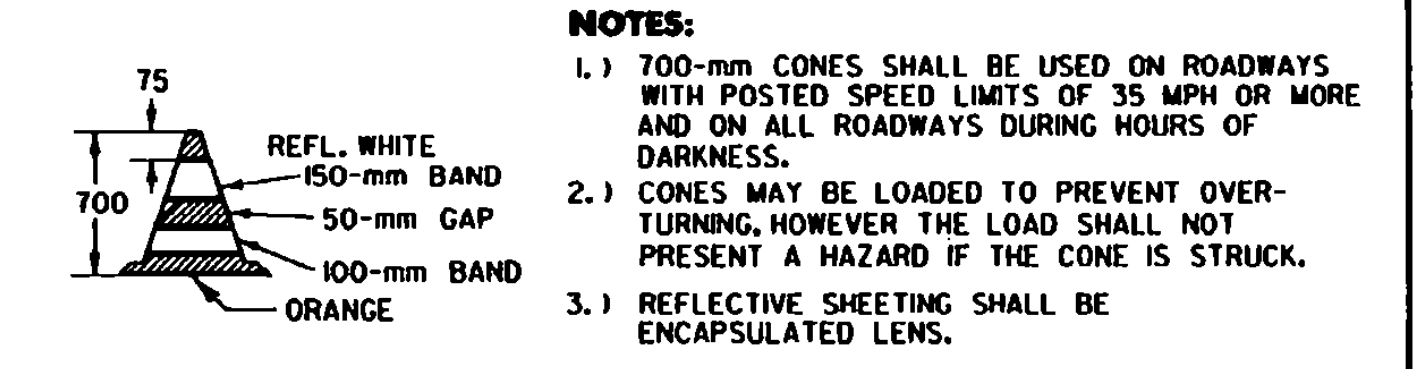 75
700
REFL. WHITE
150-mm BAND
50-mm GAP
100-mm BAND
ORANGE
NOTES:
1.) 700-mm CONES SHALL BE USED ON ROADWAYS
WITH POSTED SPEED LIMITS OF 35 MPH OR MORE
AND ON ALL ROADWAYS DURING HOURS OF
DARKNESS.
2.) CONES MAY BE LOADED TO PREVENT OVER-
TURNING. HOWEVER THE LOAD SHALL NOT
PRESENT A HAZARD IF THE CONE IS STRUCK.
3.) REFLECTIVE SHEETING SHALL BE
ENCAPSULATED LENS.